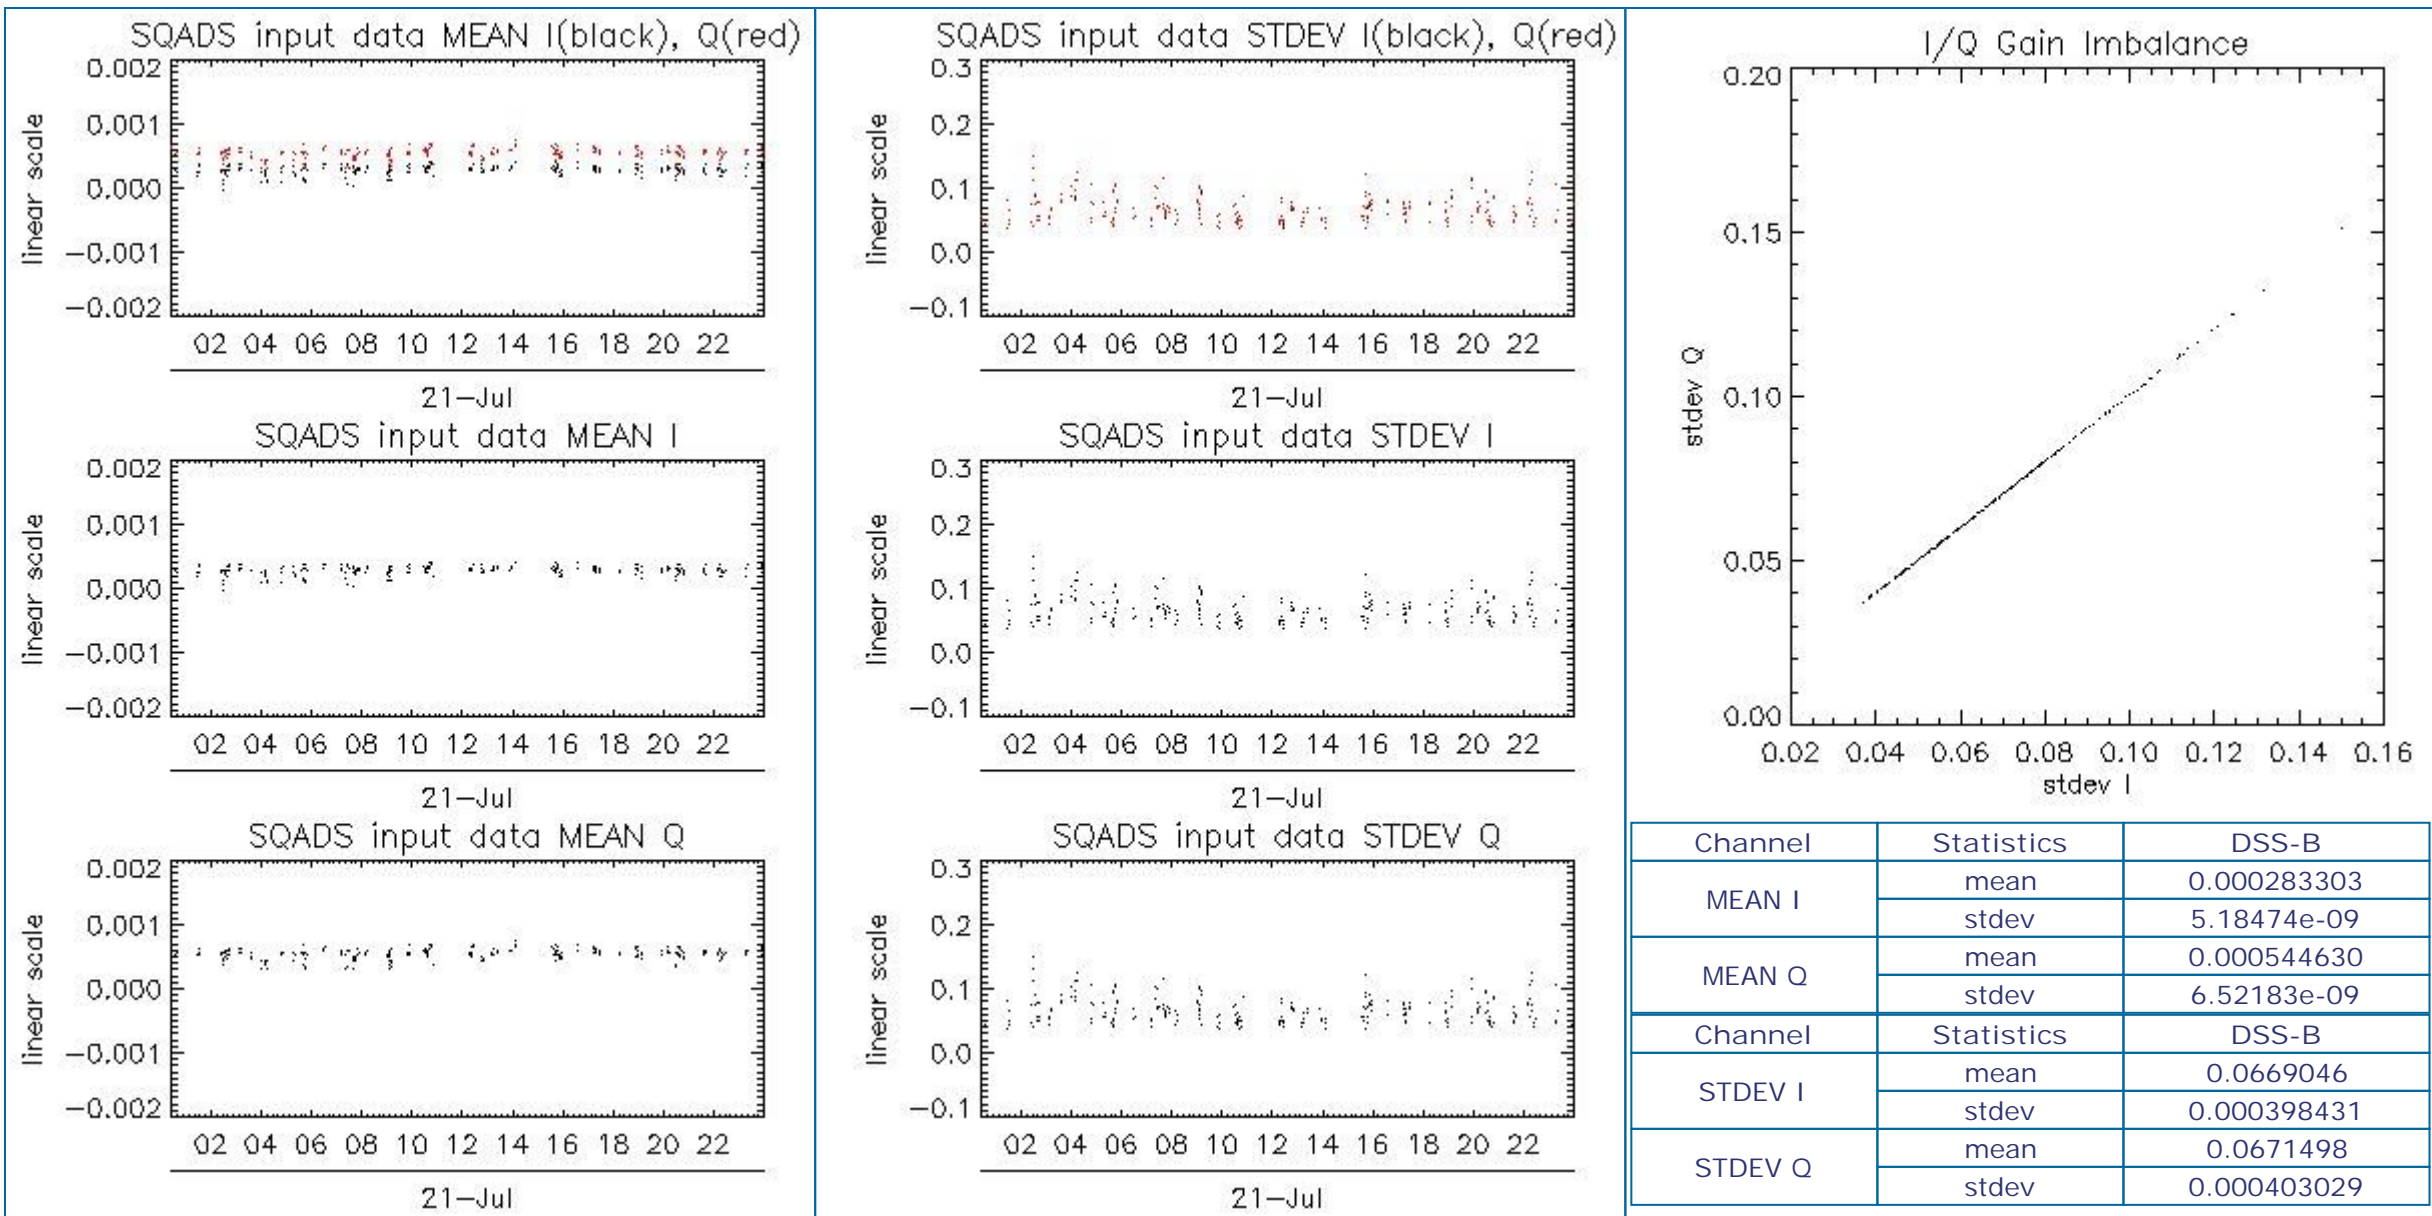 SQADS input data MEAN I(black), Q(red)
linear scale
0.002
0.001
0.000
−0.001
−0.002
02 04 06 08 10 12 14 16 18 20 22
21−Jul
SQADS input data MEAN I
linear scale
0.002
0.001
0.000
−0.001
−0.002
02 04 06 08 10 12 14 16 18 20 22
21−Jul
SQADS input data MEAN Q
linear scale
0.002
0.001
0.000
−0.001
−0.002
02 04 06 08 10 12 14 16 18 20 22
21−Jul
SQADS input data STDEV I(black), Q(red)
linear scale
0.3
0.2
0.1
0.0
−0.1
02 04 06 08 10 12 14 16 18 20 22
21−Jul
SQADS input data STDEV I
linear scale
0.3
0.2
0.1
0.0
−0.1
02 04 06 08 10 12 14 16 18 20 22
21−Jul
SQADS input data STDEV Q
linear scale
0.3
0.2
0.1
0.0
−0.1
02 04 06 08 10 12 14 16 18 20 22
21−Jul
I/Q Gain Imbalance
stdev Q
0.20
0.15
0.10
0.05
0.00
0.02 0.04 0.06 0.08 0.10 0.12 0.14 0.16
stdev I
Channel Statistics DSS-B
MEAN I mean 0.000283303
stdev 5.18474e-09
MEAN Q mean 0.000544630
stdev 6.52183e-09
Channel Statistics DSS-B
STDEV I mean 0.0669046
stdev 0.000398431
STDEV Q mean 0.0671498
stdev 0.000403029